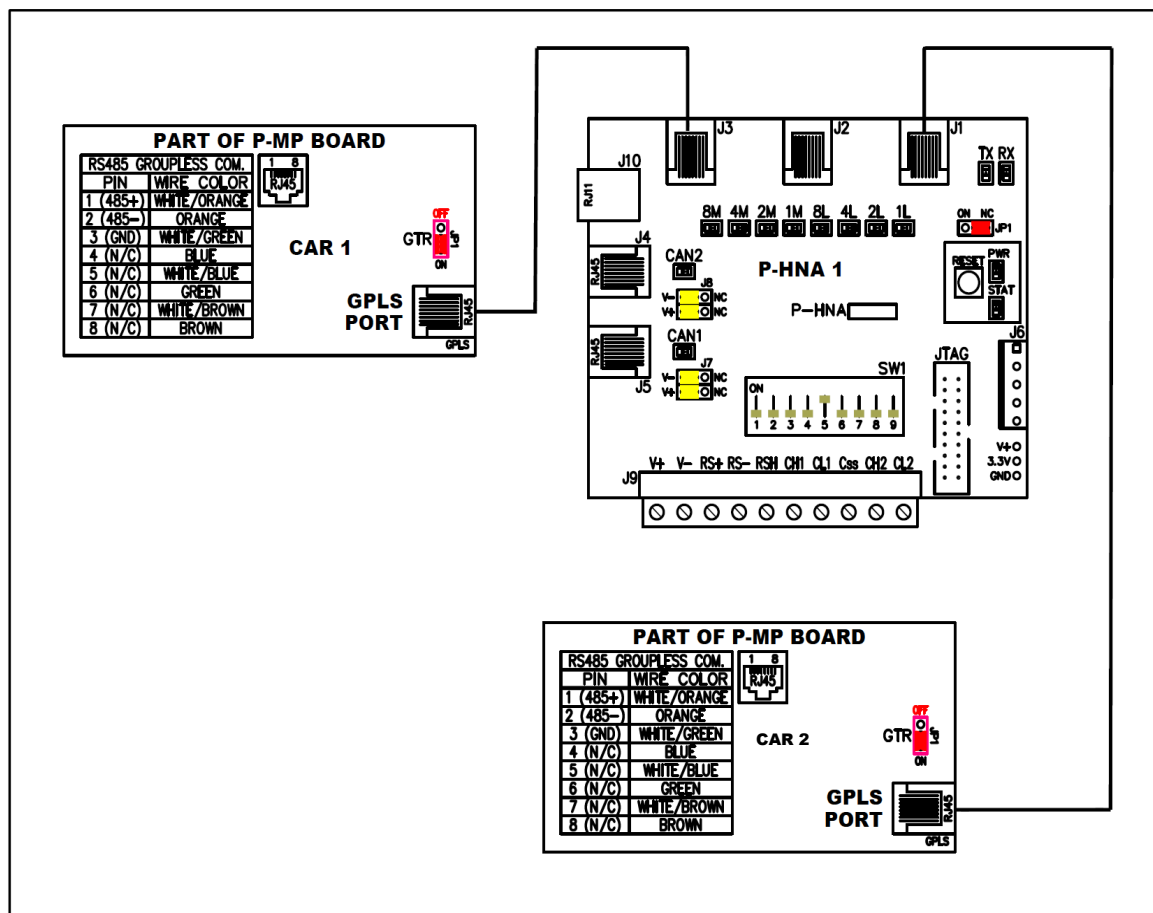 PART OF P-MP BOARD
RS485 GROUPLESS COM.
PIN WIRE COLOR
1 (485+) WHITE/ORANGE
2 (485-) ORANGE
3 (GND) WHITE/GREEN
4 (N/C) BLUE
5 (N/C) WHITE/BLUE
6 (N/C) GREEN
7 (N/C) WHITE/BROWN
8 (N/C) BROWN
1 8
RJ45
CAR 1
OFF
GTR JP1
ON
GPLS
PORT
RJ45
GPLS
J3
J2
J1
TX RX
J10
RJ11
8M 4M 2M 1M 8L 4L 2L 1L
ON NC
JP1
J4
RJ45
CAN2
P-HNA 1
RESET
PWR
STAT
J8
V- NC
V+ NC
P-HNA
CAN1
RJ45
J5
J7
V- NC
V+ NC
SW1
ON
1 2 3 4 5 6 7 8 9
JTAG
J6
V+
3.3V
GND
J9
V+ V- RS+ RS- RSH CH1 CL1 Css CH2 CL2
PART OF P-MP BOARD
RS485 GROUPLESS COM.
PIN WIRE COLOR
1 (485+) WHITE/ORANGE
2 (485-) ORANGE
3 (GND) WHITE/GREEN
4 (N/C) BLUE
5 (N/C) WHITE/BLUE
6 (N/C) GREEN
7 (N/C) WHITE/BROWN
8 (N/C) BROWN
1 8
RJ45
CAR 2
OFF
GTR JP1
ON
GPLS
PORT
RJ45
GPLS